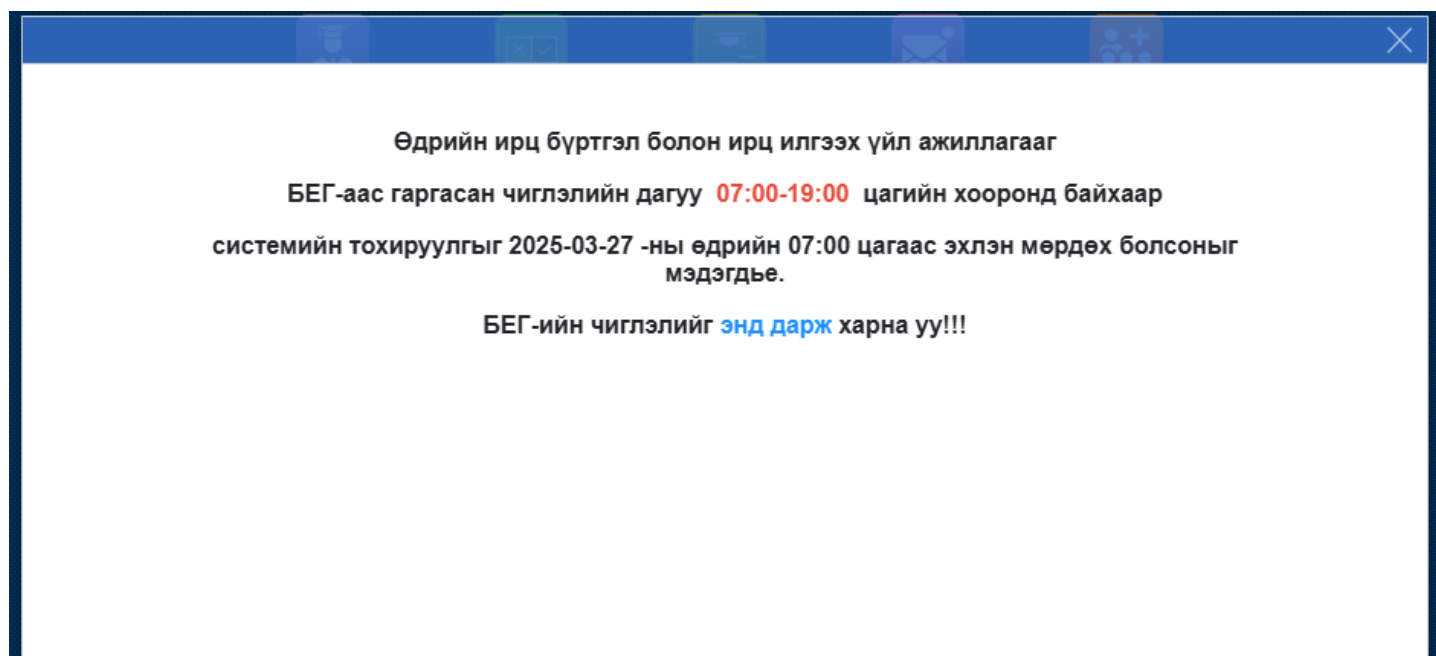 Өдрийн ирц бүртгэл болон ирц илгээх үйл ажиллагааг
БЕГ-аас гаргасан чиглэлийн дагуу 07:00-19:00 цагийн хооронд байхаар
системийн тохируулгыг 2025-03-27 -ны өдрийн 07:00 цагаас эхлэн мөрдөх болсоныг
мэдэгдье.
БЕГ-ийн чиглэлийг энд дарж харна уу!!!